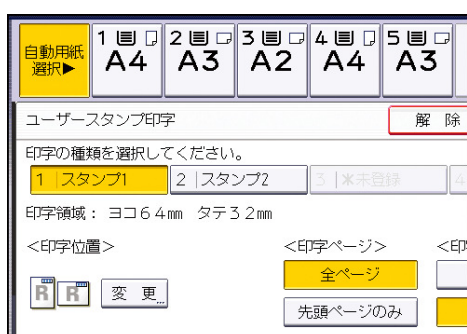 自動用紙
選択▶
1
A4
2
A3
3
A2
4
A4
5
A3
ユーザースタンプ印字
解 除
印字の種類を選択してください。
1 スタンプ1
2 スタンプ2
3 *未登録
4
印字領域： ヨコ64mm タテ32mm
<印字位置>
<印字ページ>
<印
R R
変 更...
全ページ
先頭ページのみ